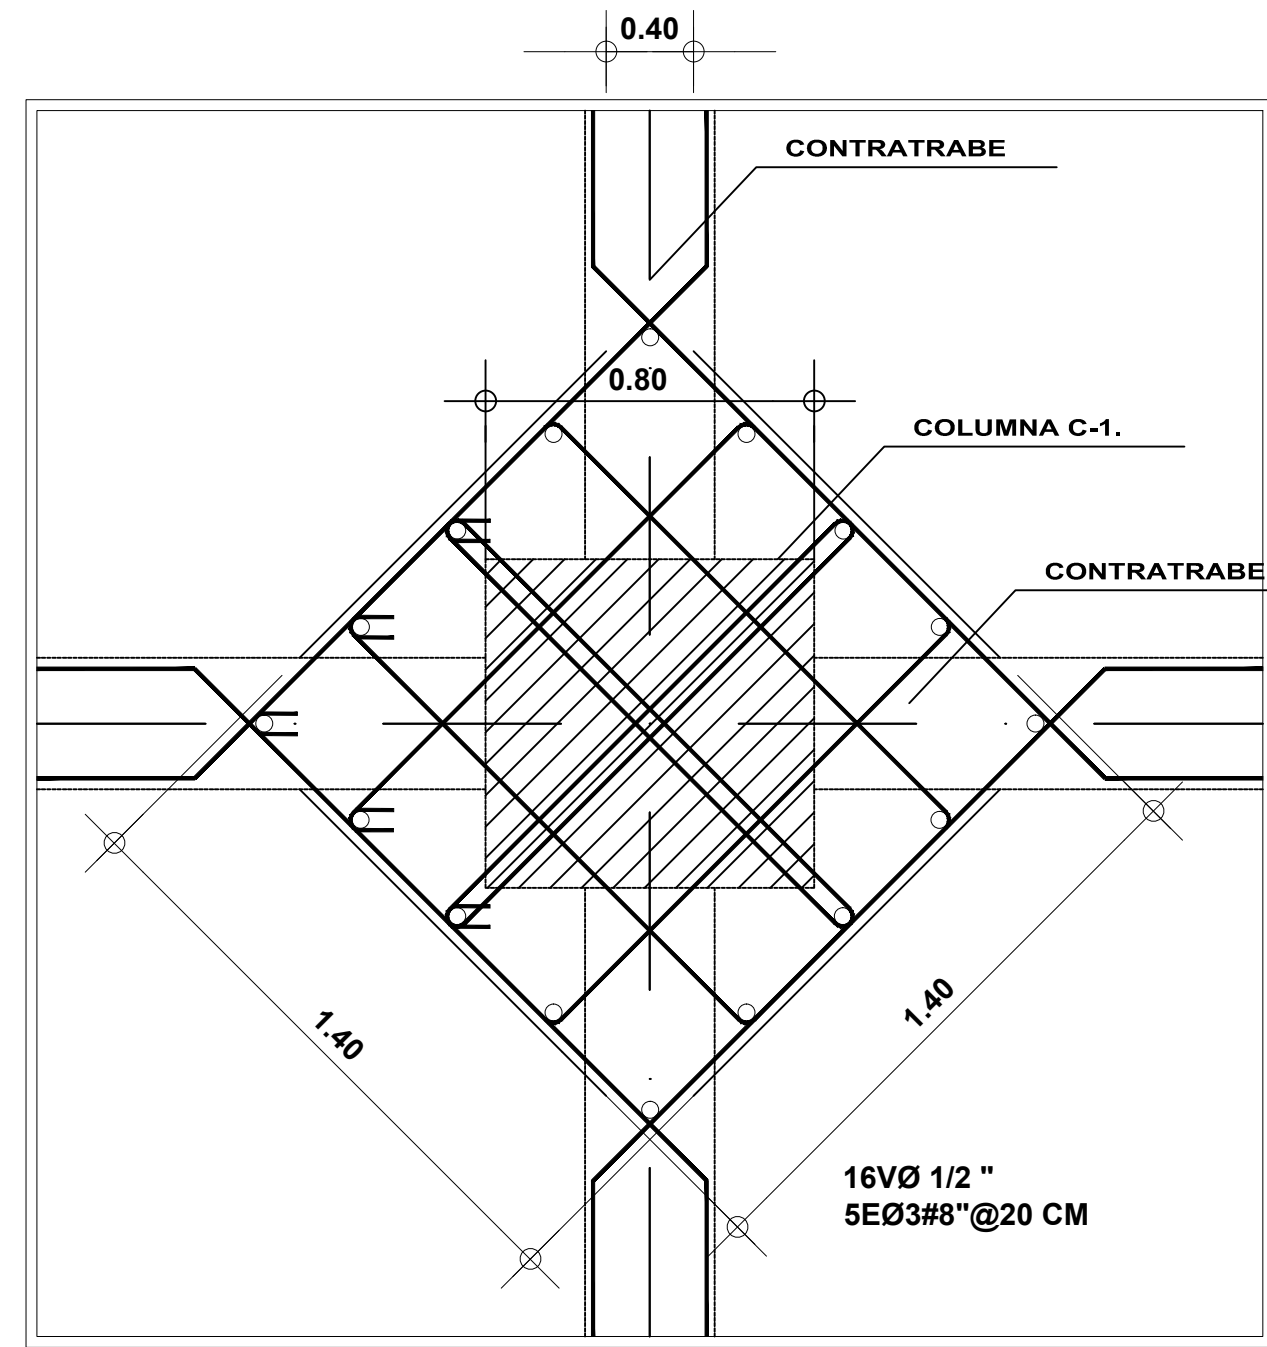 0.40
CONTRATRABE
0.80
COLUMNA C-1.
CONTRATRABE
1.40
1.40
16VØ 1/2 "
5EØ3#8"@20 CM